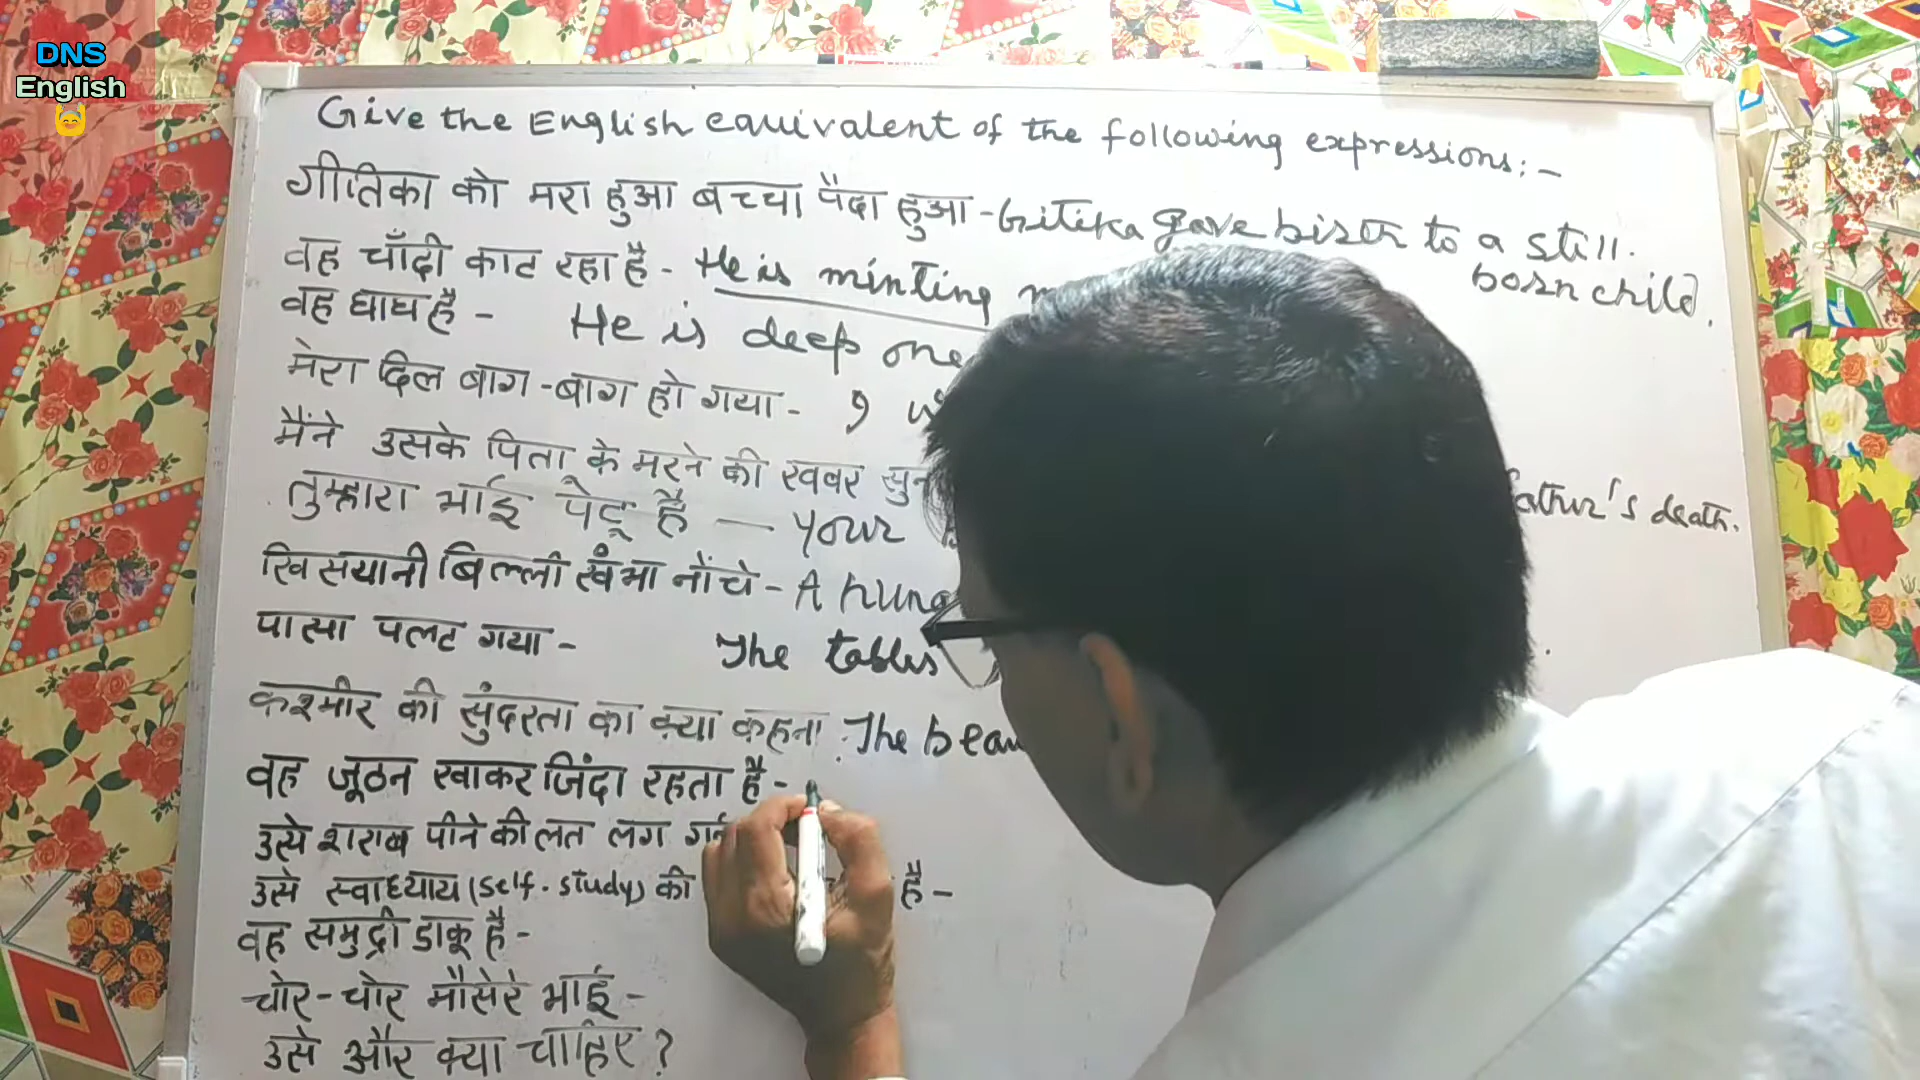 DNS
English
Give the English equivalent of the following expressions:-
गीतिका को मरा हुआ बच्चा पैदा हुआ - Gitika gave birth to a still.
born child.
वह चाँदी काट रहा है - He is minting
वह घाघ है - He is deep one
मेरा दिल बाग-बाग हो गया - I
मैंने उसके पिता के मरने की खबर father's death.
तुम्हारा भाई पेटू है - your
खिसयानी बिल्ली खंभा नोंचे - A
पासा पलट गया - The tables
कश्मीर की सुंदरता का क्या कहना . The
वह जूठन खाकर जिंदा रहता है -
उसे शराब पीने की लत लग
उसे स्वाध्याय (self. study) की है -
वह समुद्री डाकू है -
चोर-चोर मौसेरे भाई -
उसे और क्या चाहिए ?